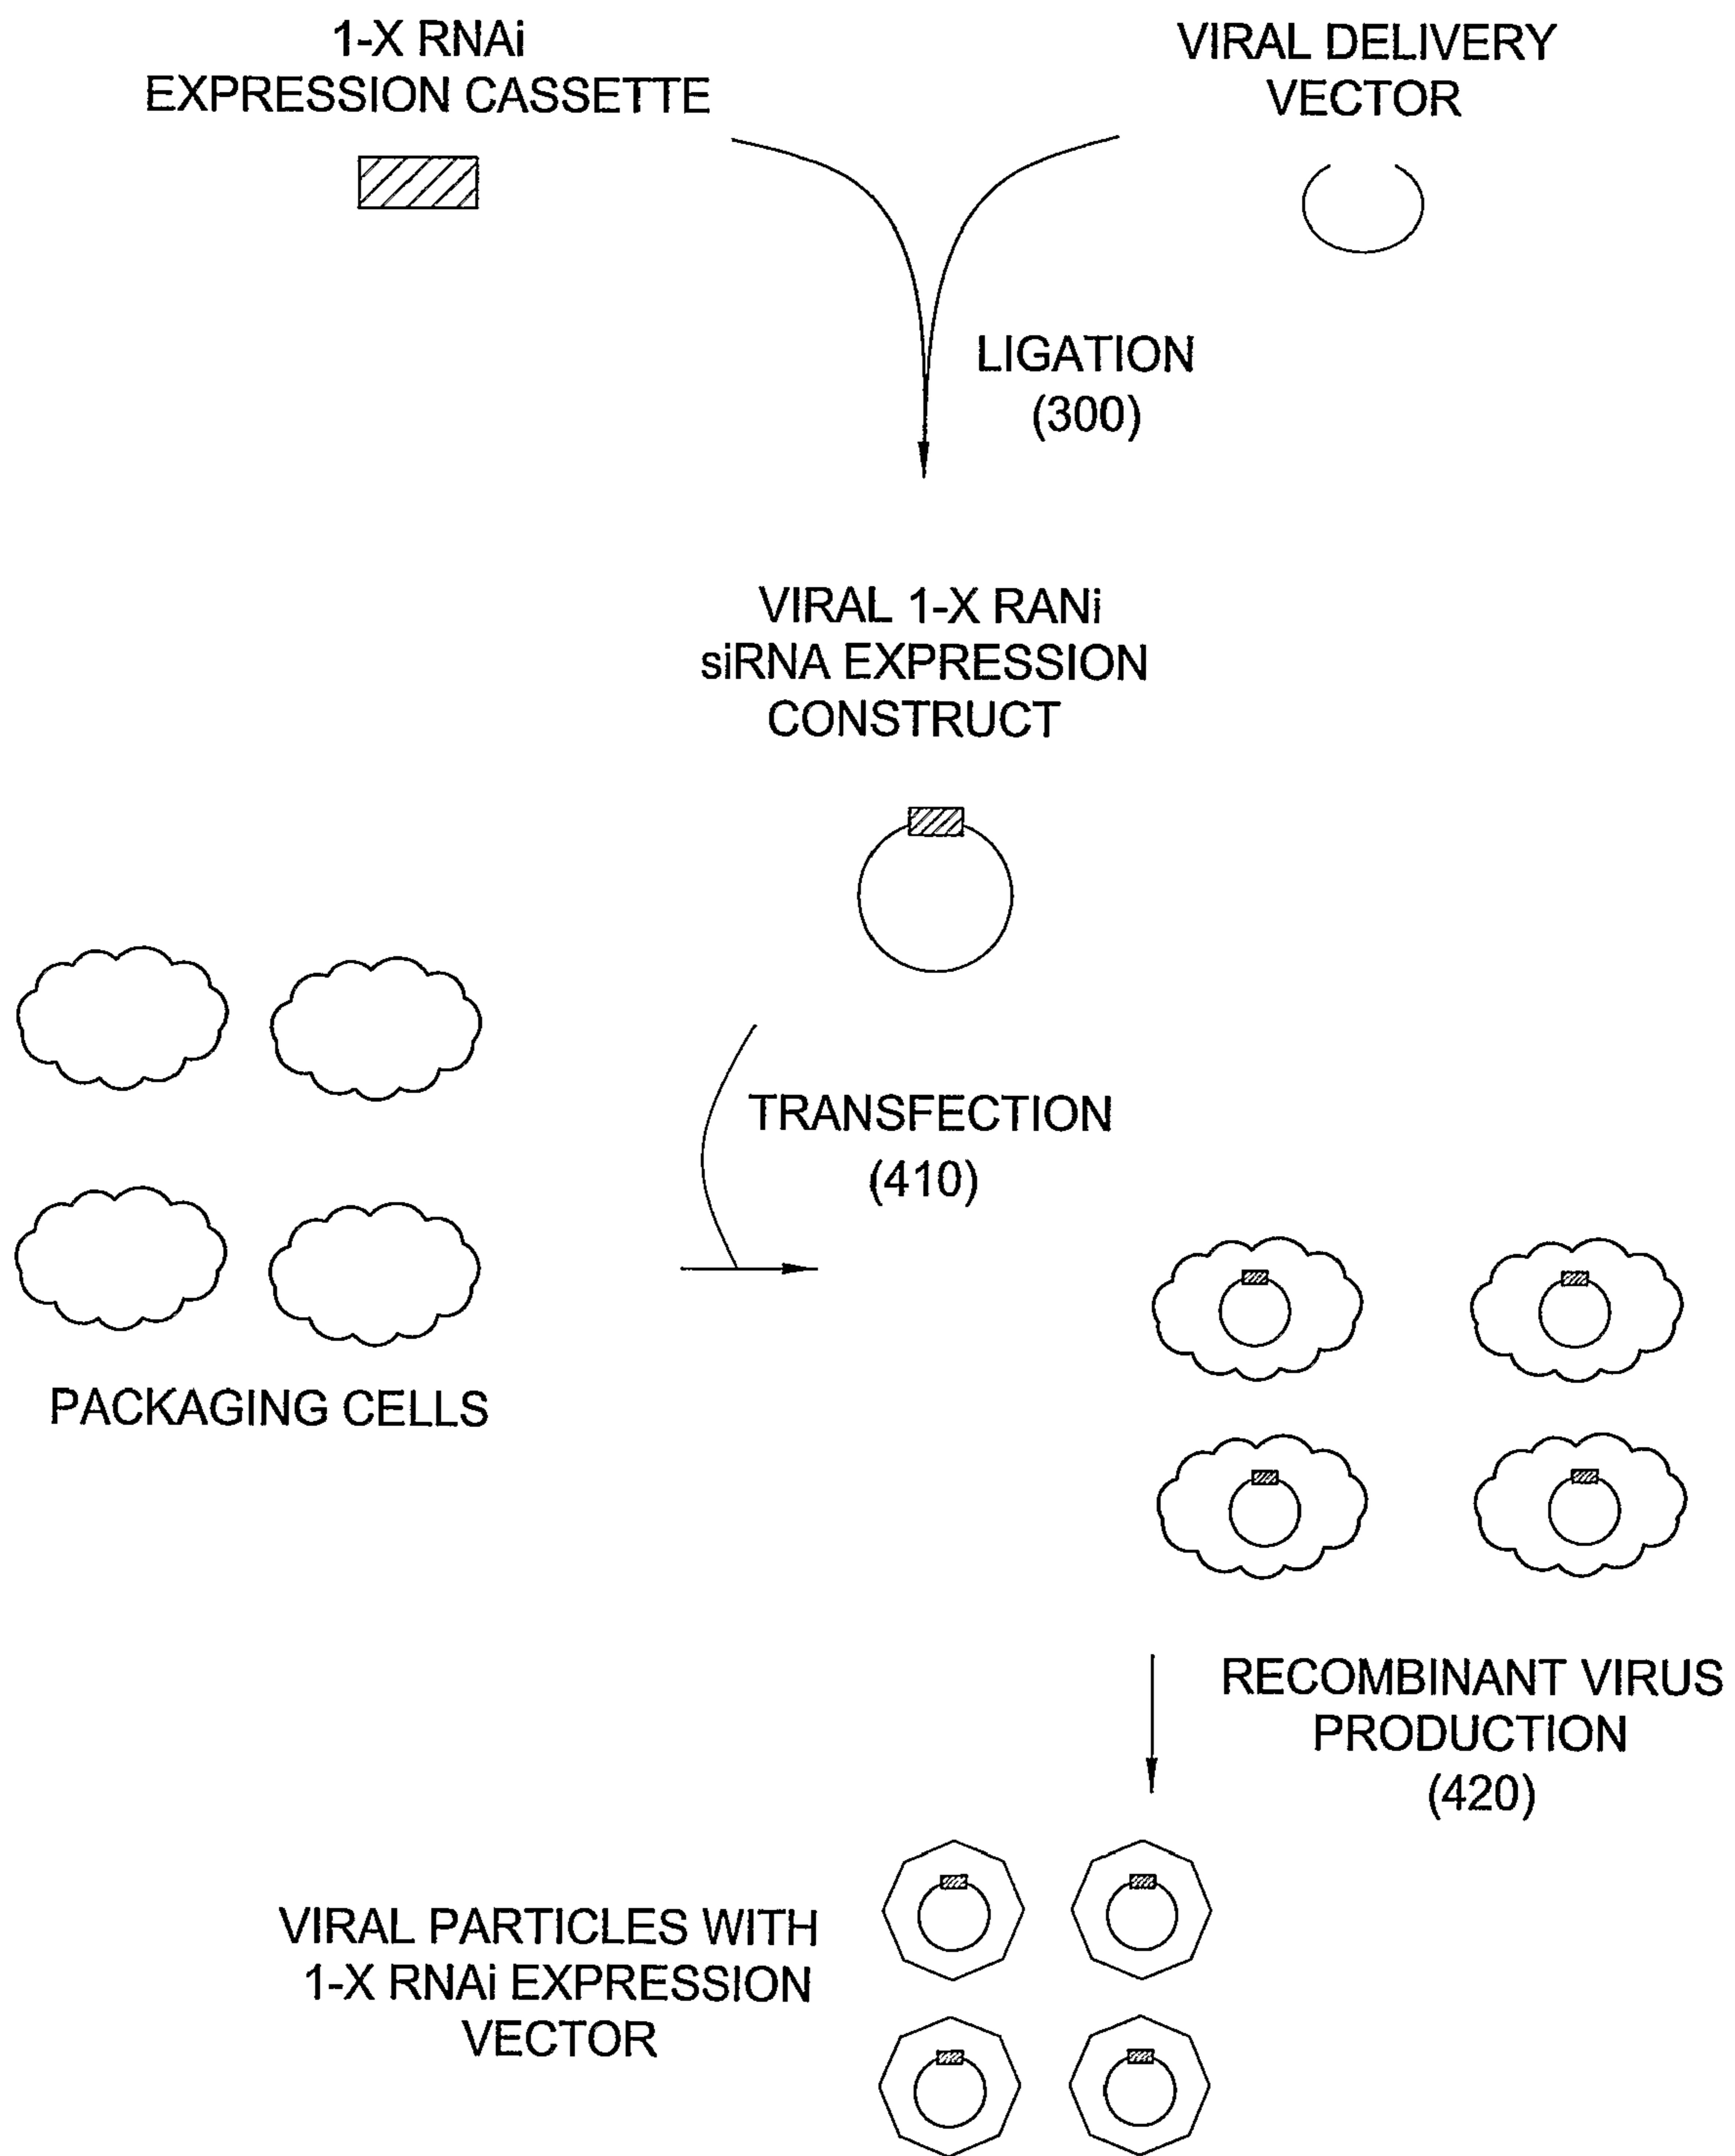 1-X RNAi
EXPRESSION CASSETTE
VIRAL DELIVERY
VECTOR
LIGATION
(300)
VIRAL 1-X RANi
siRNA EXPRESSION
CONSTRUCT
TRANSFECTION
(410)
PACKAGING CELLS
RECOMBINANT VIRUS
PRODUCTION
(420)
VIRAL PARTICLES WITH
1-X RNAi EXPRESSION
VECTOR